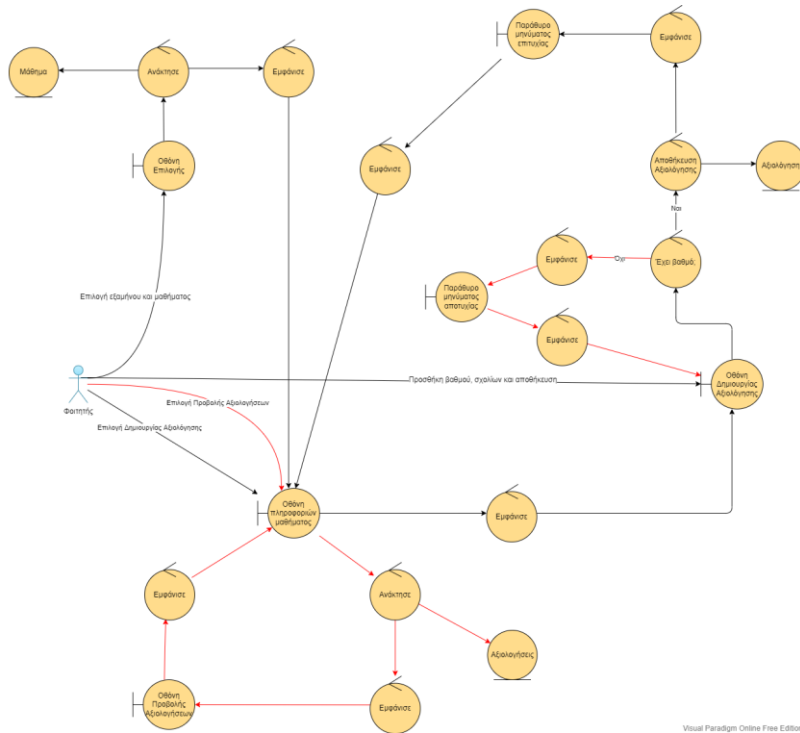 Παράθυρο
μηνύματος
επιτυχίας
Εμφάνισε
Μάθημα
Ανάκτησε
Εμφάνισε
Οθόνη
Επιλογής
Εμφάνισε
Αποθήκευση
Αξιολόγησης
Αξιολόγηση
Ναι
Έχει βαθμό;
Όχι
Εμφάνισε
Παράθυρο
μηνύματος
αποτυχίας
Επιλογή εξαμήνου και μαθήματος
Εμφάνισε
Οθόνη
Δημιουργίας
Αξιολόγησης
Προσθήκη βαθμού, σχολίων και αποθήκευση
Φοιτητής
Επιλογή Προβολής Αξιολογήσεων
Επιλογή Δημιουργίας Αξιολόγησης
Οθόνη
πληροφοριών
μαθήματος
Εμφάνισε
Εμφάνισε
Ανάκτησε
Αξιολογήσεις
Οθόνη
Προβολής
Αξιολογήσεων
Εμφάνισε
Visual Paradigm Online Free Edition